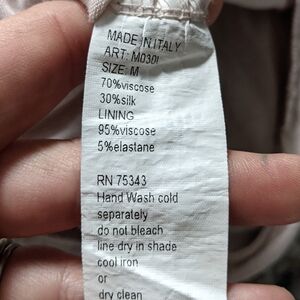 MADE IN ITALY
ART: M030I
SIZE: M
70%viscose
30%silk
LINING
95%viscose
5%elastane
RN 75343
Hand Wash cold
separately
do not bleach
line dry in shade
cool iron
or
dry clean